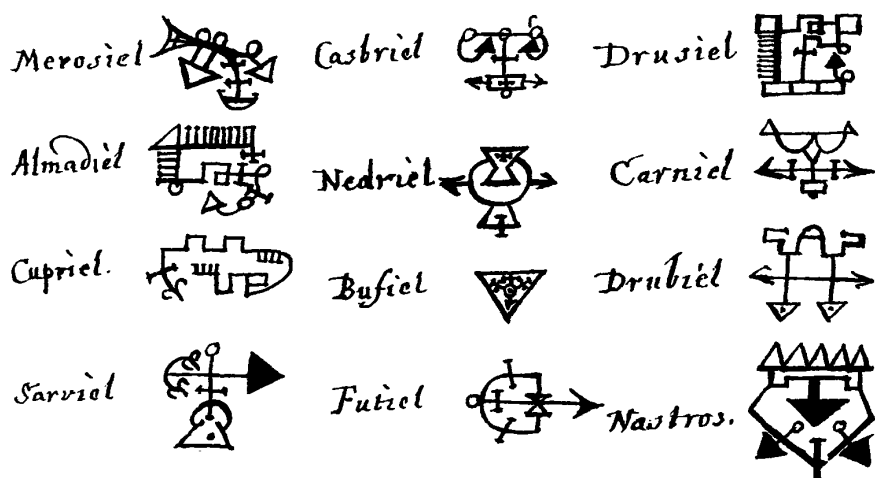 Merosiel Casbriel Drusiel
Almadiel Nedriel Carniel
Cupriel. Bufiel Drubiel
Sarviel Futiel Nastros.